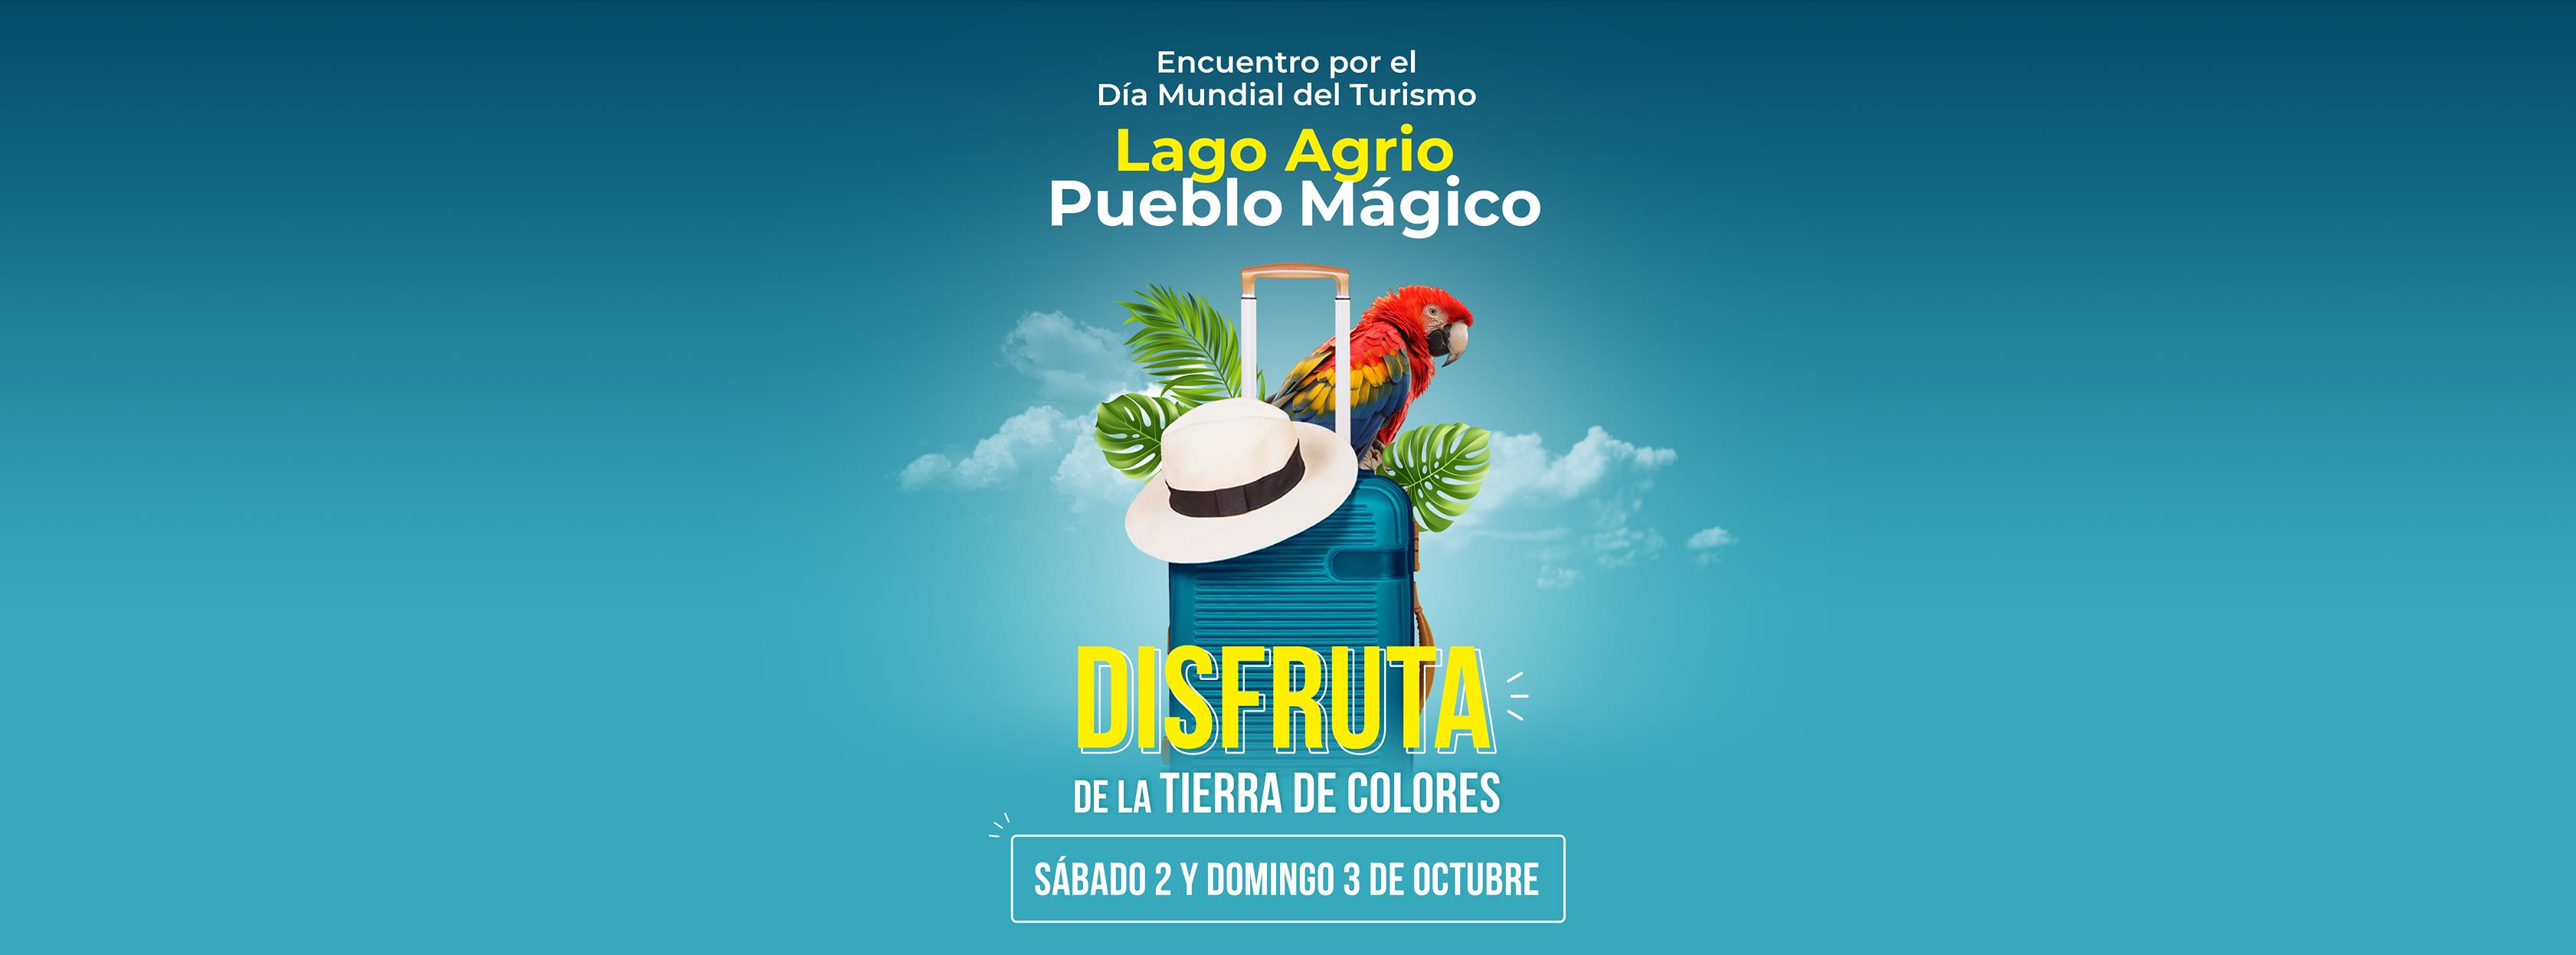 Encuentro por el
Día Mundial del Turismo
Lago Agrio
Pueblo Mágico
DISFRUTA
DE LA TIERRA DE COLORES
SÁBADO 2 Y DOMINGO 3 DE OCTUBRE